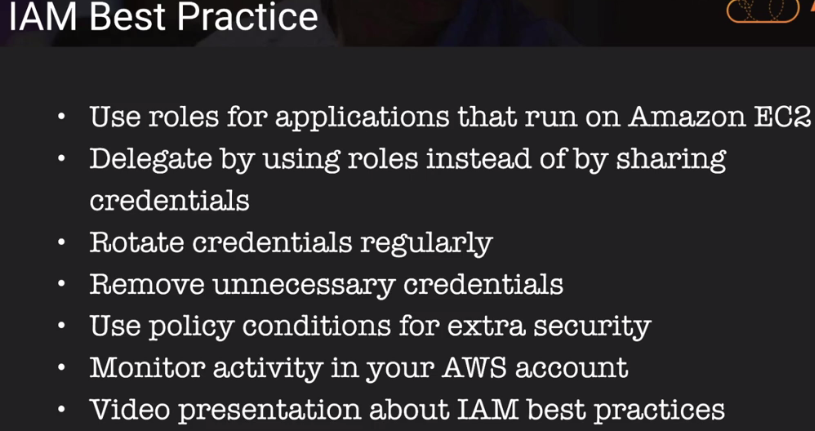 IAM Best Practice
• Use roles for applications that run on Amazon EC2
• Delegate by using roles instead of by sharing
credentials
• Rotate credentials regularly
• Remove unnecessary credentials
• Use policy conditions for extra security
• Monitor activity in your AWS account
• Video presentation about IAM best practices